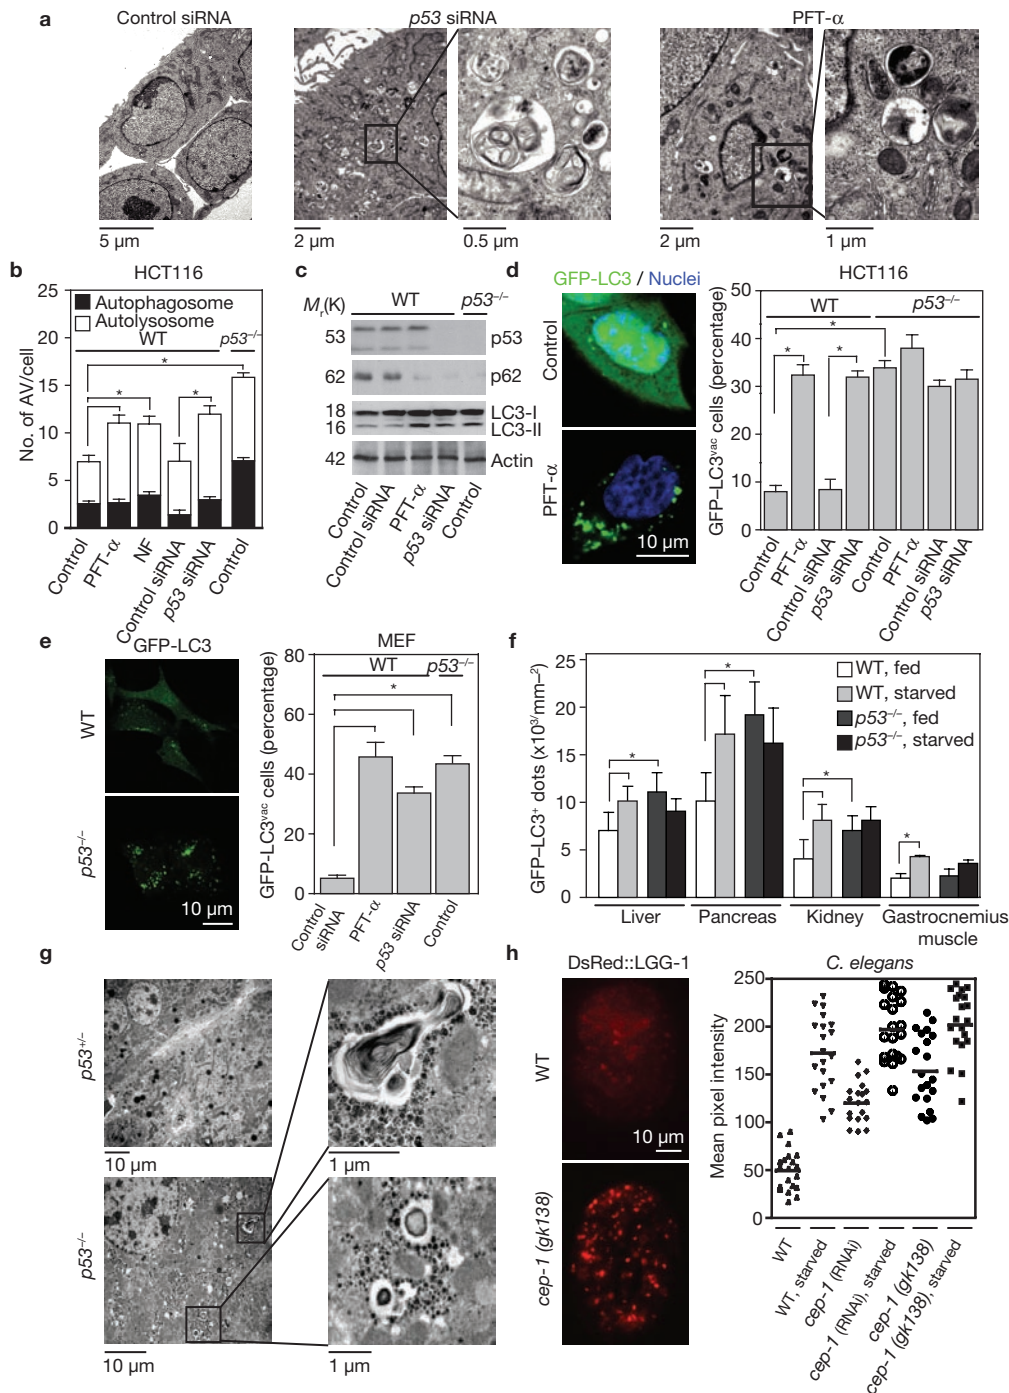 a
Control siRNA
p53 siRNA
PFT-α
5 µm
2 µm
0.5 µm
2 µm
1 µm
b
HCT116
No. of AV/cell
25
20
15
10
5
0
Autophagosome
Autolysosome
WT
p53–/–
*
*
*
Control
PFT-α
NF
Control siRNA
p53 siRNA
Control
c
Mr(K)
WT
p53–/–
53
p53
62
p62
18
LC3-I
16
LC3-II
42
Actin
Control
Control siRNA
PFT-α
p53 siRNA
Control
d
GFP-LC3 / Nuclei
Control
PFT-α
10 µm
HCT116
GFP–LC3vac cells (percentage)
50
40
30
20
10
0
WT
p53–/–
*
*
*
Control
PFT-α
Control siRNA
p53 siRNA
Control
PFT-α
Control siRNA
p53 siRNA
e
GFP-LC3
WT
p53–/–
10 µm
MEF
GFP-LC3vac cells (percentage)
80
60
40
20
0
WT
p53–/–
*
*
Control
siRNA
PFT-α
p53 siRNA
Control
f
GFP–LC3+ dots (x10³/mm–2)
25
20
15
10
5
0
WT, fed
WT, starved
p53–/–, fed
p53–/–, starved
*
*
*
*
Liver
Pancreas
Kidney
Gastrocnemius
muscle
g
p53+/–
10 µm
1 µm
p53–/–
10 µm
1 µm
h
DsRed::LGG-1
WT
10 µm
cep-1 (gk138)
C. elegans
Mean pixel intensity
250
200
150
100
50
0
WT
WT, starved
cep-1 (RNAi)
cep-1 (RNAi), starved
cep-1 (gk138)
cep-1 (gk138), starved